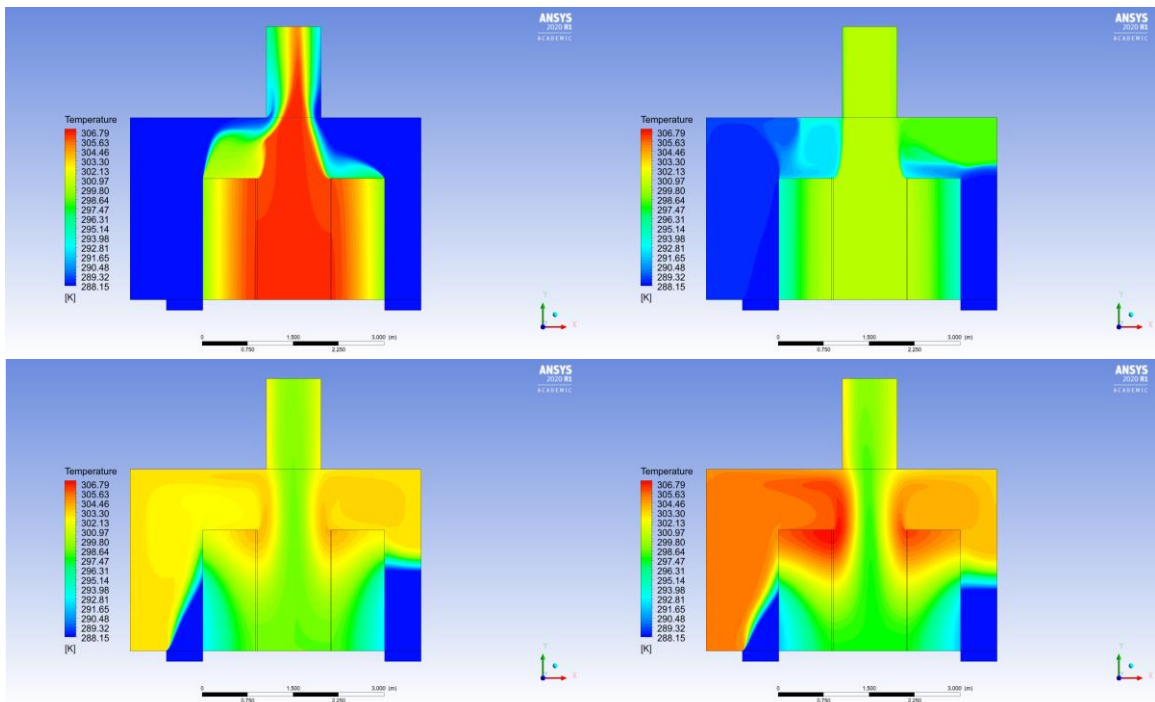 ANSYS
2020 R1
ACADEMIC
Temperature
306.79
305.63
304.46
303.30
302.13
300.97
299.80
298.64
297.47
296.31
295.14
293.98
292.81
291.65
290.48
289.32
288.15
[K]
Y
X
0 1.500 3.000 (m)
0.750 2.250
ANSYS
2020 R1
ACADEMIC
Temperature
306.79
305.63
304.46
303.30
302.13
300.97
299.80
298.64
297.47
296.31
295.14
293.98
292.81
291.65
290.48
289.32
288.15
[K]
Y
X
0 1.500 3.000 (m)
0.750 2.250
ANSYS
2020 R1
ACADEMIC
Temperature
306.79
305.63
304.46
303.30
302.13
300.97
299.80
298.64
297.47
296.31
295.14
293.98
292.81
291.65
290.48
289.32
288.15
[K]
Y
X
0 1.500 3.000 (m)
0.750 2.250
ANSYS
2020 R1
ACADEMIC
Temperature
306.79
305.63
304.46
303.30
302.13
300.97
299.80
298.64
297.47
296.31
295.14
293.98
292.81
291.65
290.48
289.32
288.15
[K]
Y
X
0 1.500 3.000 (m)
0.750 2.250